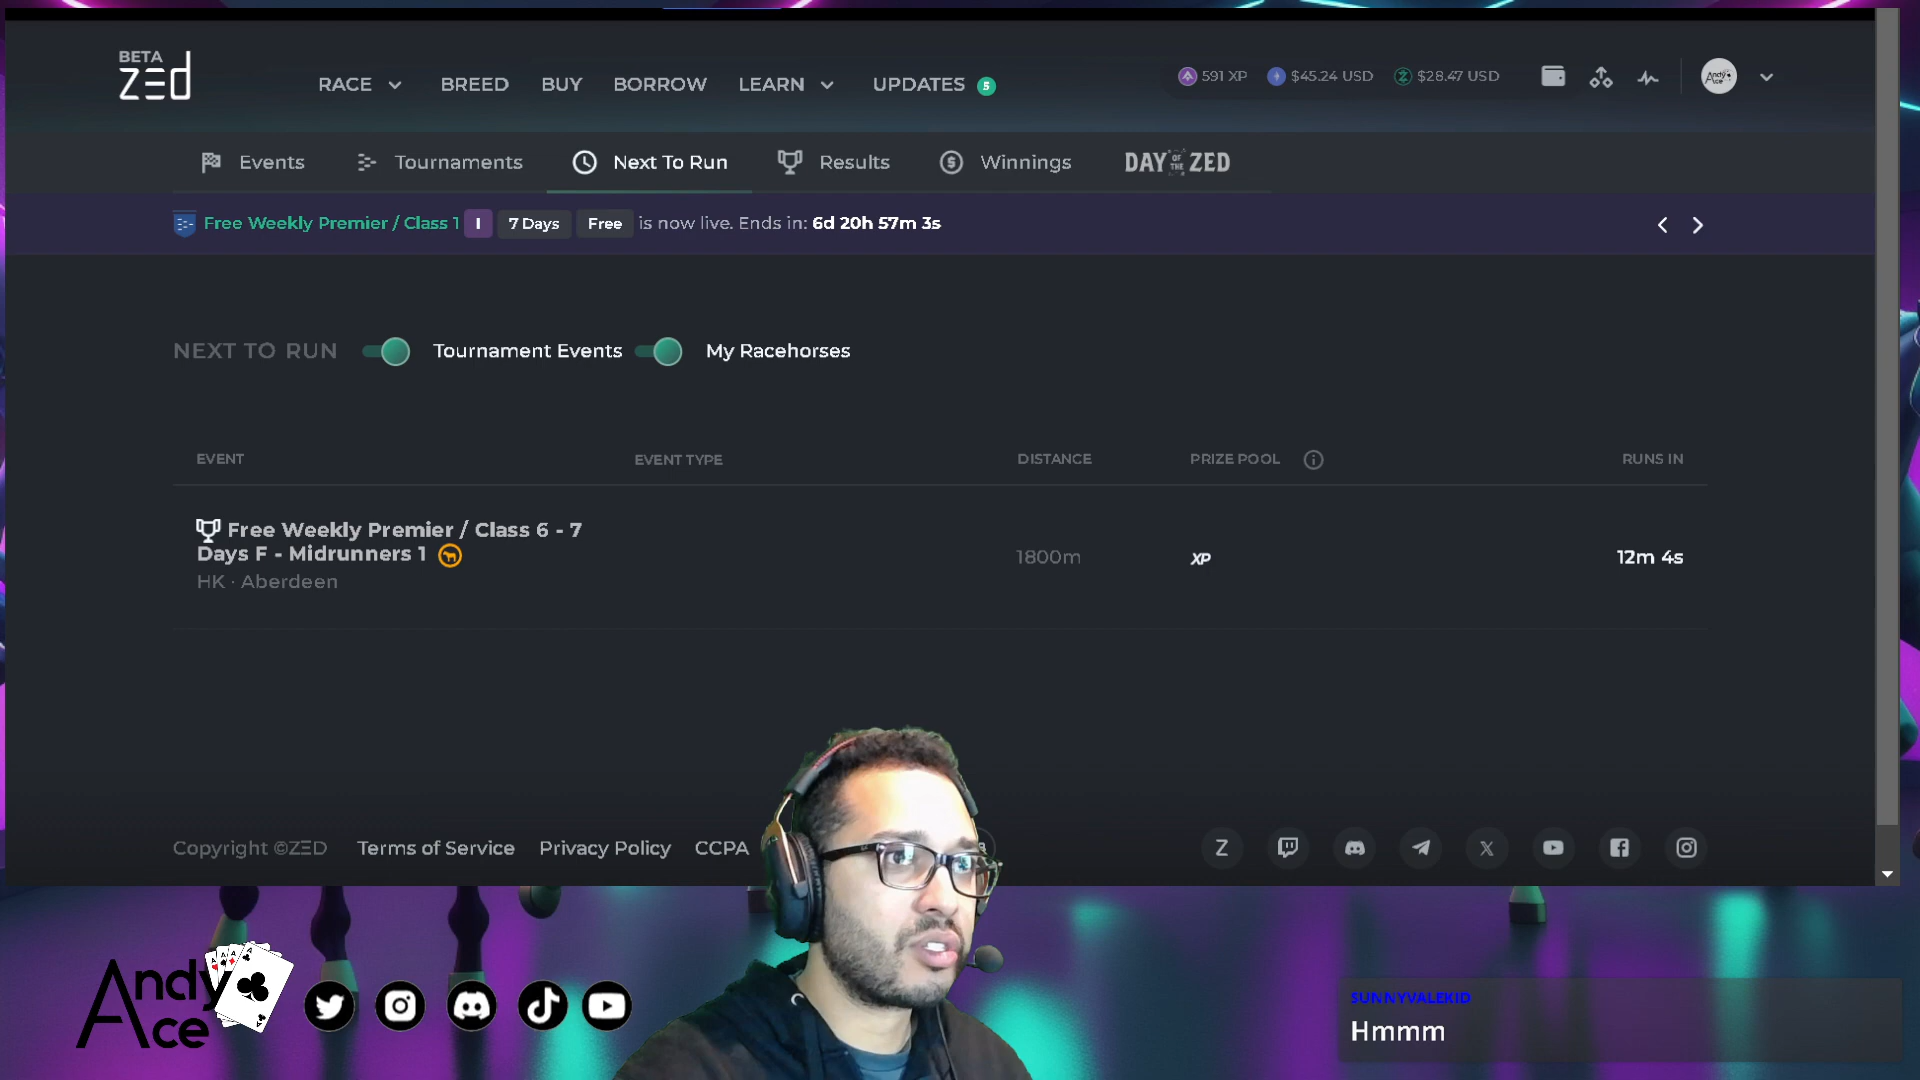 BETA
zed
RACE BREED BUY BORROW LEARN UPDATES 5
591 XP $45.24 USD $28.47 USD
Events Tournaments Next To Run Results Winnings DAY OF THE ZED
Free Weekly Premier / Class 1 I 7 Days Free is now live. Ends in: 6d 20h 57m 3s
NEXT TO RUN Tournament Events My Racehorses
EVENT EVENT TYPE DISTANCE PRIZE POOL RUNS IN
Free Weekly Premier / Class 6 - 7
Days F - Midrunners 1
HK · Aberdeen
1800m XP 12m 4s
Copyright ©ZED Terms of Service Privacy Policy CCPA
Andy
Ace
SUNNYVALEKID
Hmmm